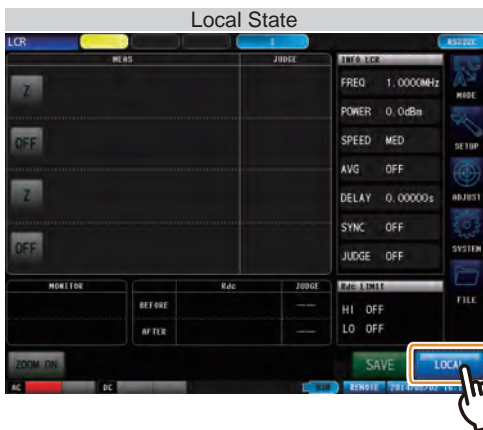 Local State
LCR
RS232C
MEAS JUDGE
Z
OFF
Z
OFF
INFO LCR
FREQ 1.0000MHz
POWER 0.0dBm
SPEED MED
AVG OFF
DELAY 0.00000s
SYNC OFF
JUDGE OFF
MODE
SETUP
ADJUST
SYSTEM
FILE
MONITOR Rdc JUDGE
BEFORE ----
AFTER ----
Rdc LIMIT
HI OFF
LO OFF
ZOOM ON
SAVE
LOCAL
AC DC
REMOTE